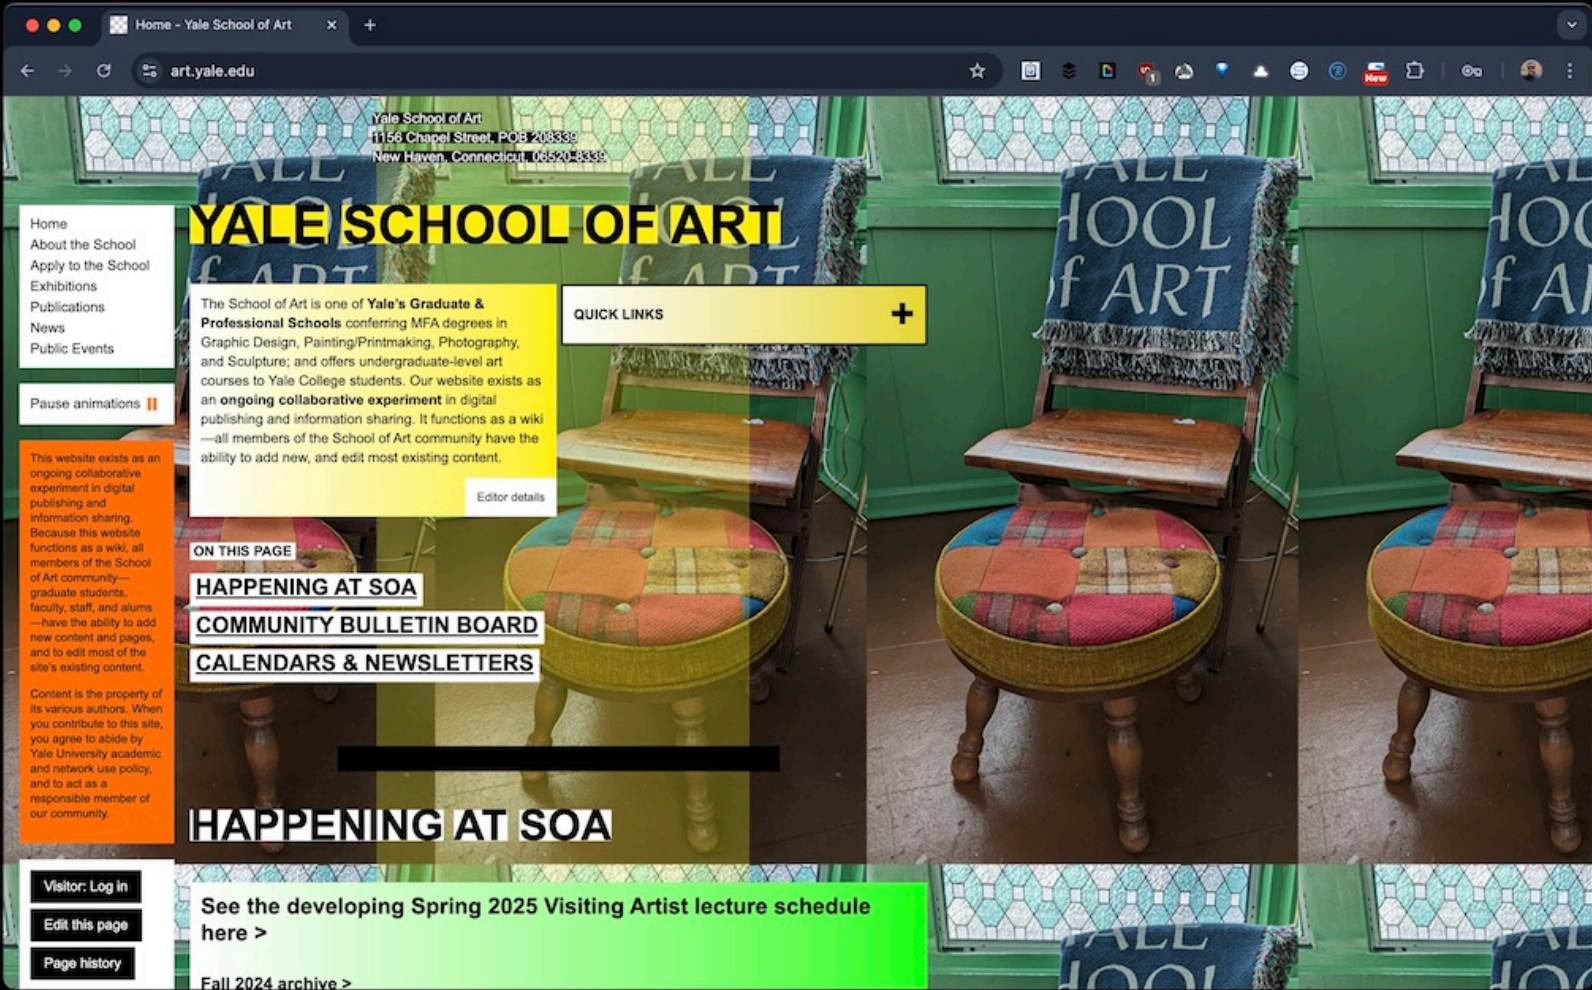 Home - Yale School of Art
art.yale.edu
1
New
Yale School of Art
1156 Chapel Street, POB 208339
New Haven, Connecticut, 06520-8339
YALE SCHOOL OF ART
Home
About the School
Apply to the School
Exhibitions
Publications
News
Public Events
Pause animations
This website exists as an
ongoing collaborative
experiment in digital
publishing and
information sharing.
Because this website
functions as a wiki, all
members of the School
of Art community—
graduate students,
faculty, staff, and alums
—have the ability to add
new content and pages,
and to edit most of the
site's existing content.
Content is the property of
its various authors. When
you contribute to this site,
you agree to abide by
Yale University academic
and network use policy,
and to act as a
responsible member of
our community.
Visitor: Log in
Edit this page
Page history
The School of Art is one of Yale's Graduate &
Professional Schools conferring MFA degrees in
Graphic Design, Painting/Printmaking, Photography,
and Sculpture; and offers undergraduate-level art
courses to Yale College students. Our website exists as
an ongoing collaborative experiment in digital
publishing and information sharing. It functions as a wiki
—all members of the School of Art community have the
ability to add new, and edit most existing content.
Editor details
QUICK LINKS
ON THIS PAGE
HAPPENING AT SOA
COMMUNITY BULLETIN BOARD
CALENDARS & NEWSLETTERS
HAPPENING AT SOA
See the developing Spring 2025 Visiting Artist lecture schedule
here >
Fall 2024 archive >
ALE
HOOL
of ART